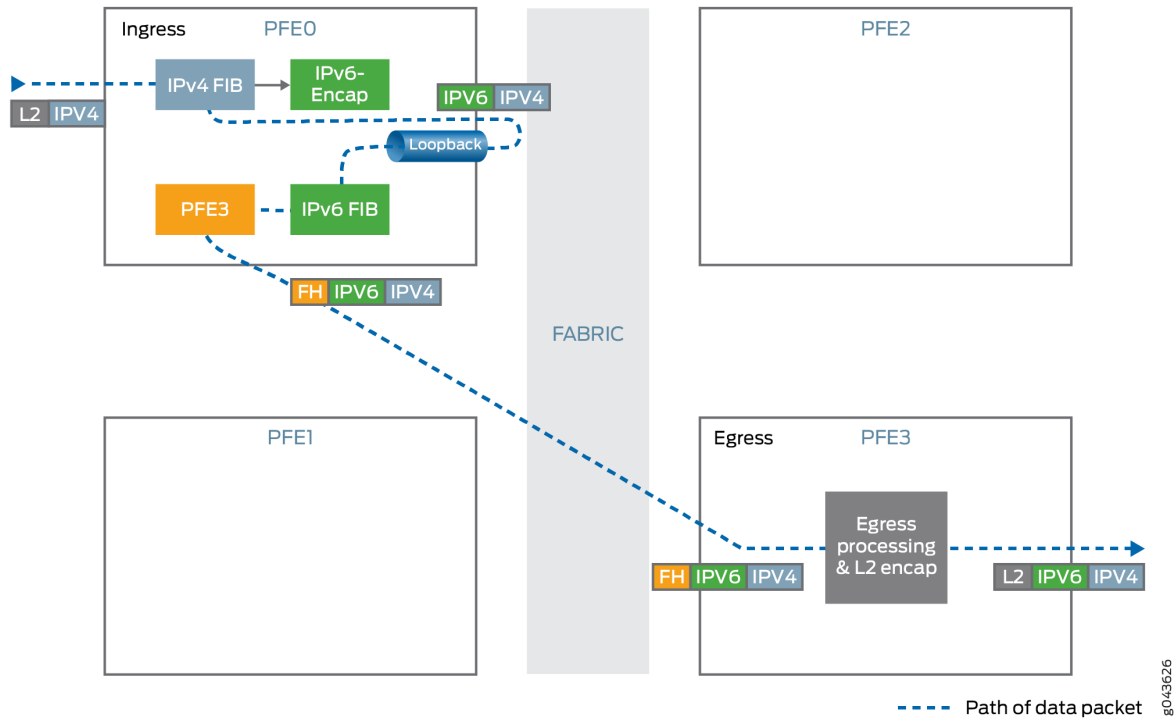 Ingress
PFE0
PFE2
IPv4 FIB
IPv6-
Encap
L2 IPV4
IPV6 IPV4
Loopback
PFE3
IPv6 FIB
FH IPV6 IPV4
FABRIC
PFE1
Egress
PFE3
Egress
processing
& L2 encap
FH IPV6 IPV4
L2 IPV6 IPV4
Path of data packet
g043626